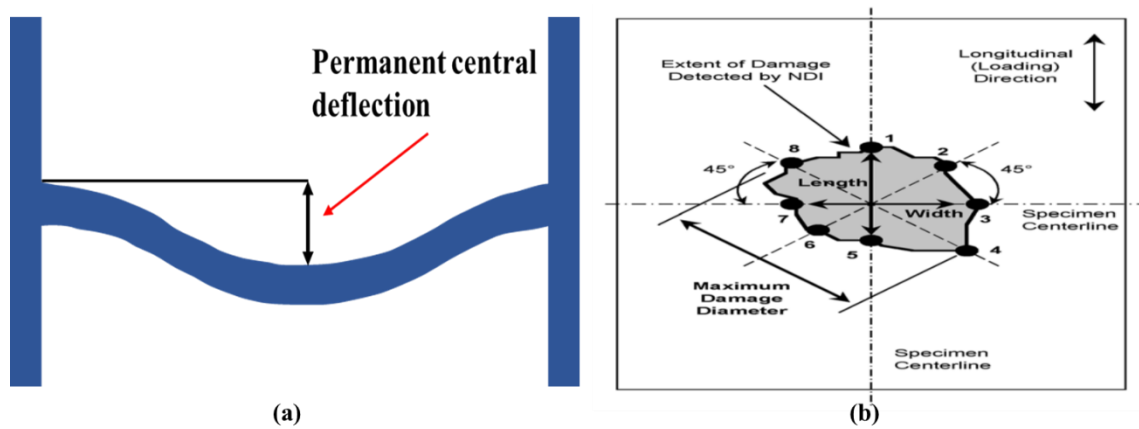 Permanent central
deflection
(a)
Extent of Damage
Detected by NDI
Longitudinal
(Loading)
Direction
1
8
2
45°
45°
Length
7
Width
3
Specimen
Centerline
6
5
4
Maximum
Damage
Diameter
Specimen
Centerline
(b)